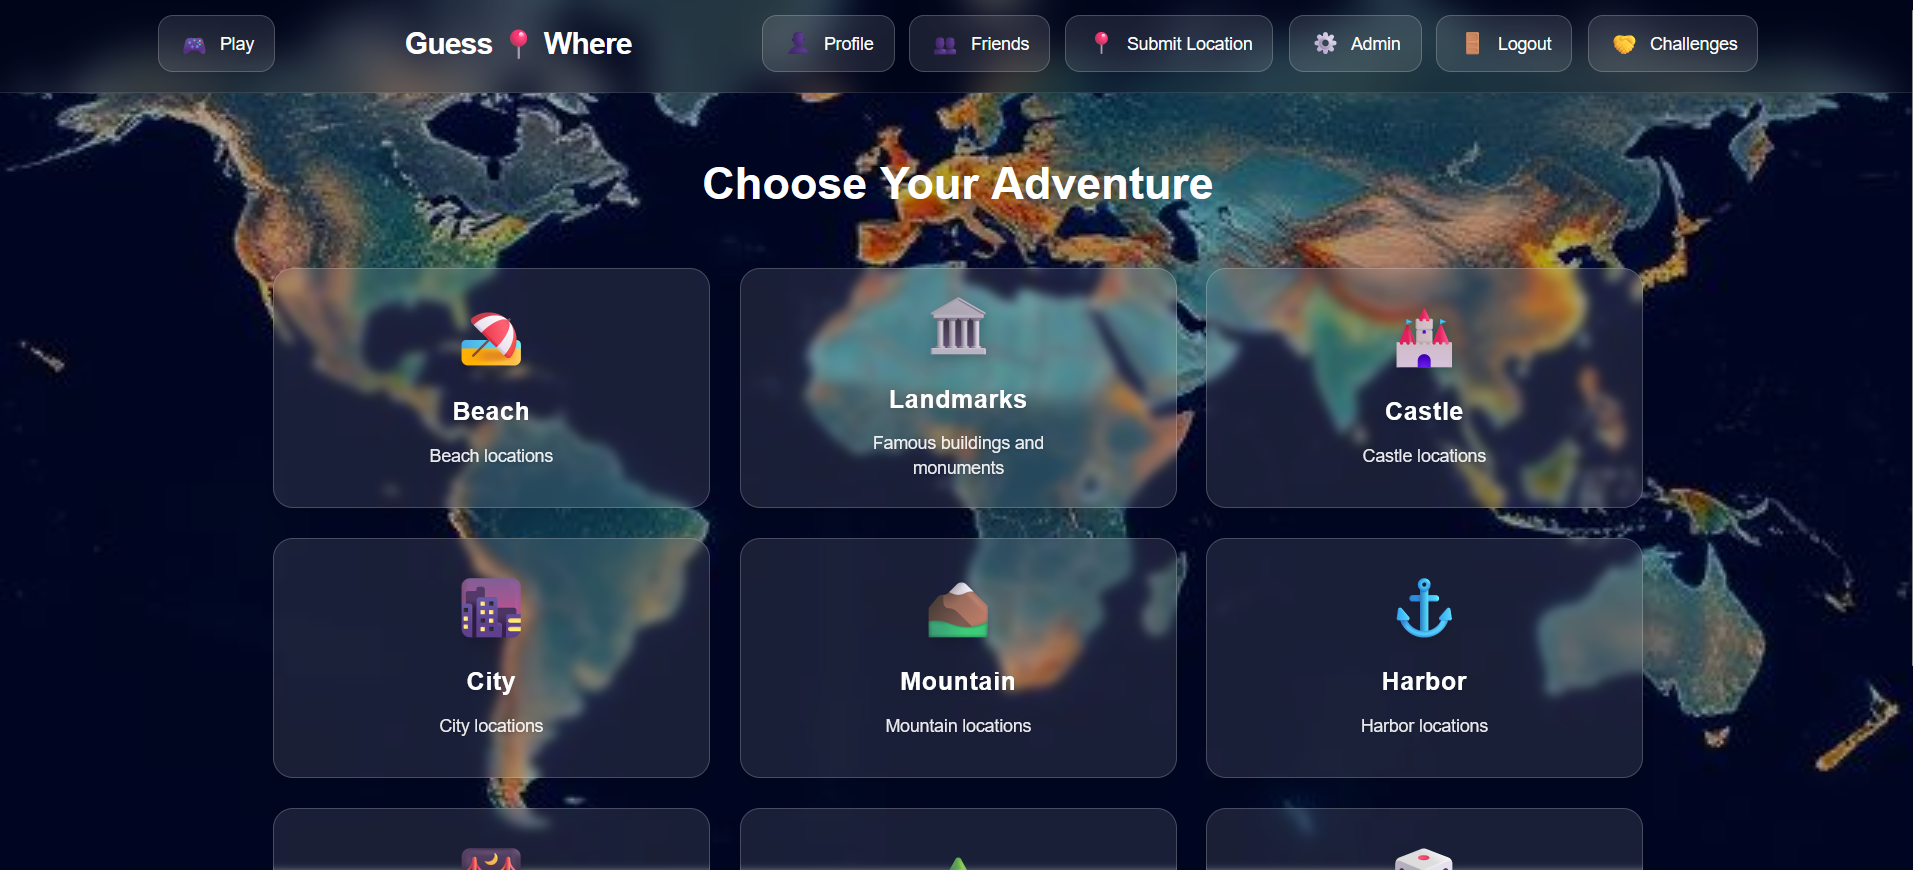 Play
Guess Where
Profile
Friends
Submit Location
Admin
Logout
Challenges
Choose Your Adventure
Beach
Beach locations
Landmarks
Famous buildings and
monuments
Castle
Castle locations
City
City locations
Mountain
Mountain locations
Harbor
Harbor locations